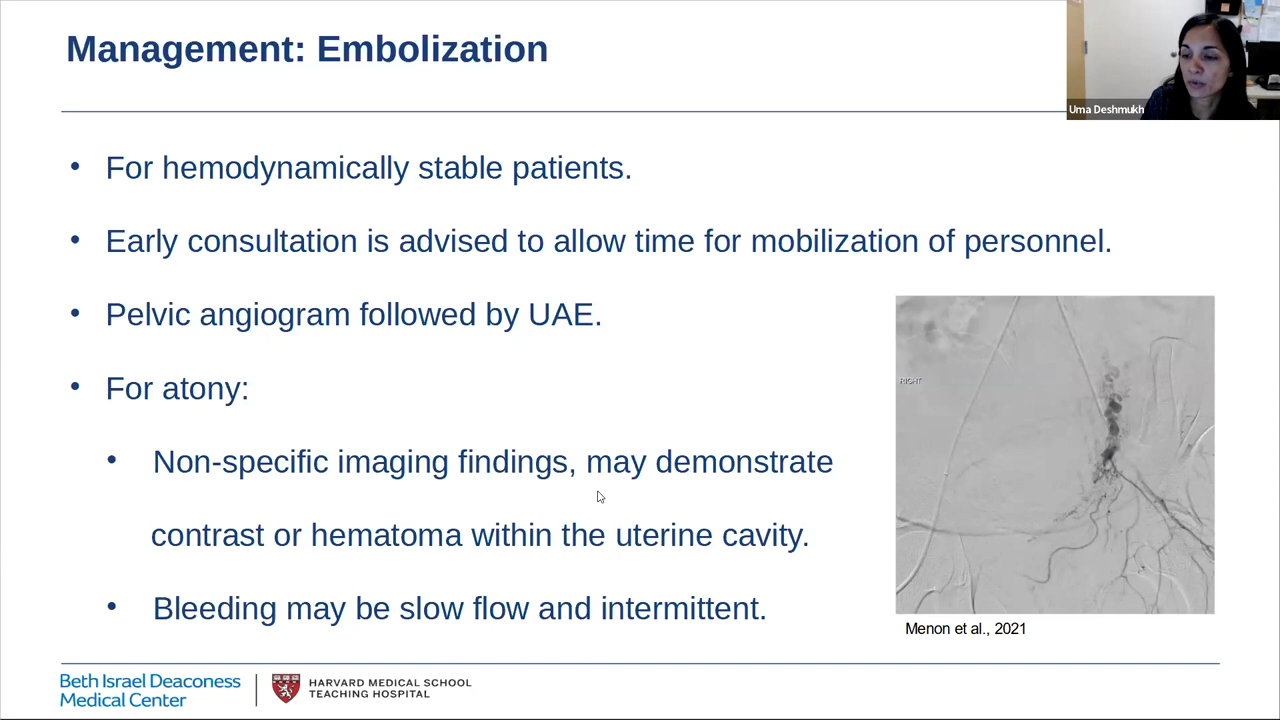 Management: Embolization
Uma Deshmukh
• For hemodynamically stable patients.
• Early consultation is advised to allow time for mobilization of personnel.
• Pelvic angiogram followed by UAE.
• For atony:
• Non-specific imaging findings, may demonstrate
contrast or hematoma within the uterine cavity.
• Bleeding may be slow flow and intermittent.
RIGHT
Menon et al., 2021
Beth Israel Deaconess
Medical Center
HARVARD MEDICAL SCHOOL
TEACHING HOSPITAL